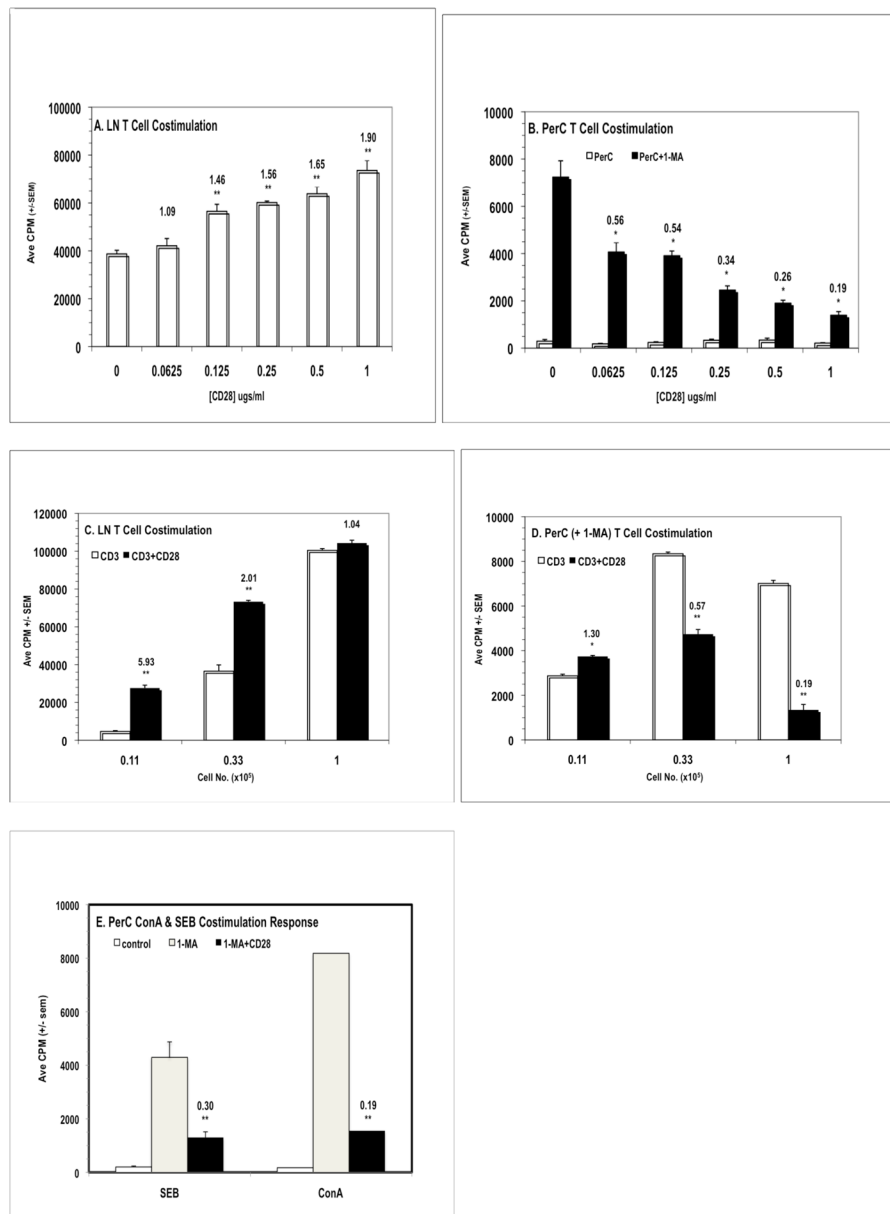 A. LN T Cell Costimulation
Ave CPM (+/-SEM)
100000
80000
60000
40000
20000
0
1.09
1.46
**
1.56
**
1.65
**
1.90
**
0 0.0625 0.125 0.25 0.5 1
[CD28] ugs/ml
B. PerC T Cell Costimulation
PerC PerC+1-MA
Ave CPM (+/-SEM)
10000
8000
6000
4000
2000
0
0.56
*
0.54
*
0.34
*
0.26
*
0.19
*
0 0.0625 0.125 0.25 0.5 1
[CD28] ugs/ml
C. LN T Cell Costimulation
CD3 CD3+CD28
Ave CPM +/- SEM
120000
100000
80000
60000
40000
20000
0
5.93
**
2.01
**
1.04
0.11 0.33 1
Cell No. (x10⁵)
D. PerC (+ 1-MA) T Cell Costimulation
CD3 CD3+CD28
Ave CPM +/- SEM
10000
8000
6000
4000
2000
0
1.30
*
0.57
**
0.19
**
0.11 0.33 1
Cell No. (x10⁵)
E. PerC ConA & SEB Costimulation Response
control 1-MA 1-MA+CD28
Ave CPM (+/- sem)
10000
8000
6000
4000
2000
0
0.30
**
0.19
**
SEB ConA